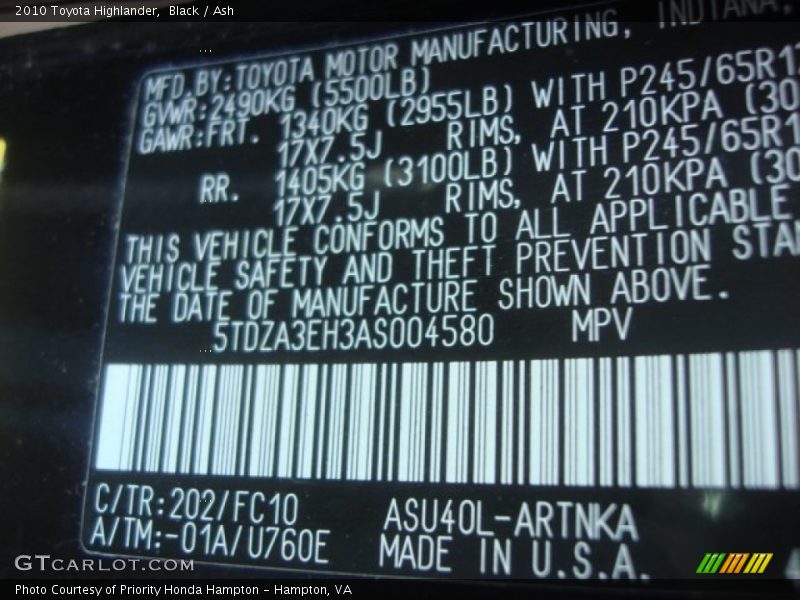 2010 Toyota Highlander, Black / Ash
MFD.BY:TOYOTA MOTOR MANUFACTURING, INDIANA,
GVWR:2490KG (5500LB)
GAWR:FRT. 1340KG (2955LB) WITH P245/65R17
17X7.5J RIMS, AT 210KPA (30
RR. 1405KG (3100LB) WITH P245/65R1
17X7.5J RIMS, AT 210KPA (30
THIS VEHICLE CONFORMS TO ALL APPLICABLE
VEHICLE SAFETY AND THEFT PREVENTION STAN
THE DATE OF MANUFACTURE SHOWN ABOVE.
5TDZA3EH3AS004580 MPV
C/TR:202/FC10 ASU40L-ARTNKA
A/TM:-01A/U760E MADE IN U.S.A.
GTCARLOT.COM
Photo Courtesy of Priority Honda Hampton - Hampton, VA